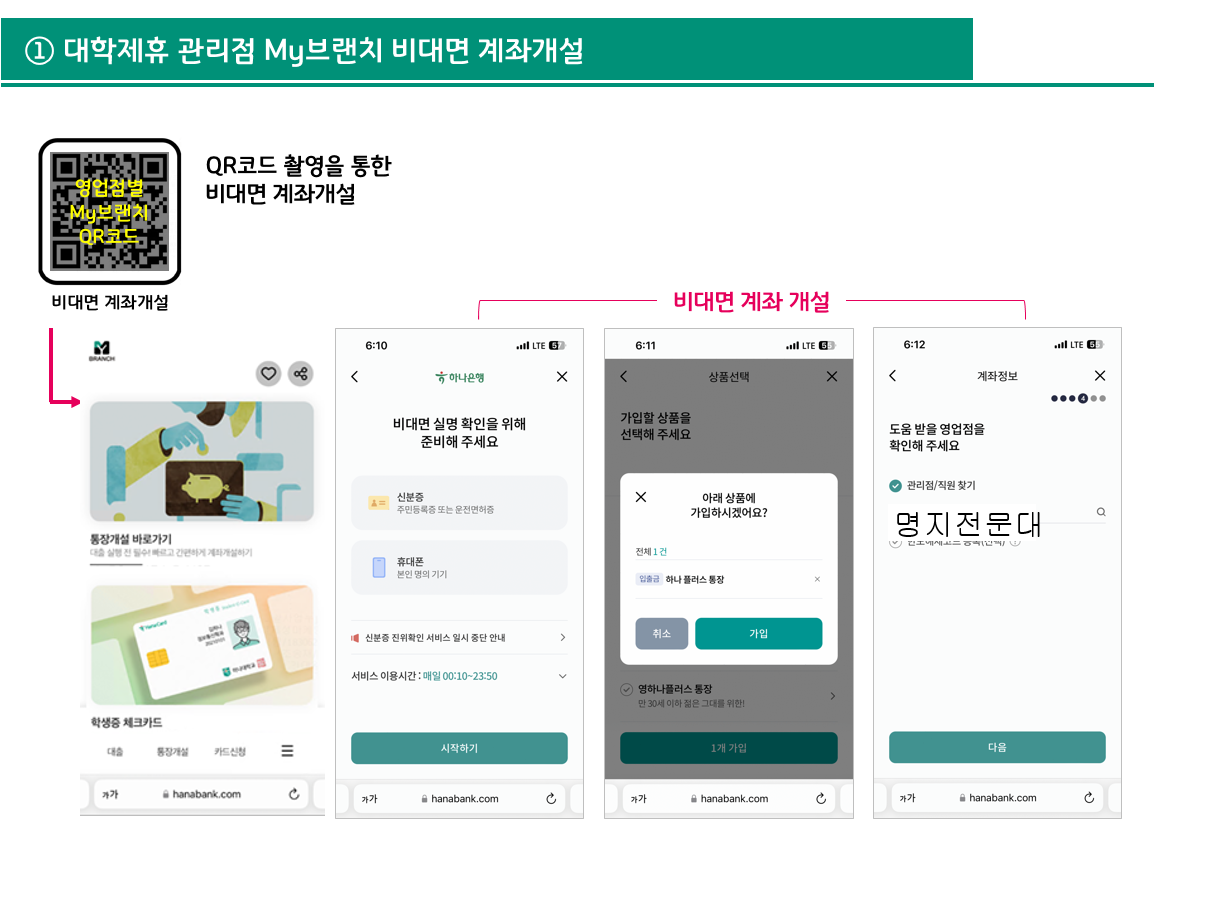 ① 대학제휴 관리점 My브랜치 비대면 계좌개설
영업점별
My브랜치
QR코드
QR코드 촬영을 통한
비대면 계좌개설
비대면 계좌개설
비대면 계좌 개설
BRANCH
통장개설 바로가기
대출 실행 전 필수! 빠르고 간편하게 계좌개설하기
HanaCard
학생증 체크카드
대출 통장개설 카드신청
가가 hanabank.com
6:10 LTE 57
하나은행
비대면 실명 확인을 위해
준비해 주세요
신분증
주민등록증 또는 운전면허증
휴대폰
본인 명의 기기
신분증 진위확인 서비스 일시 중단 안내
서비스 이용시간 : 매일 00:10~23:50
시작하기
가가 hanabank.com
6:11 LTE
상품선택
가입할 상품을
선택해 주세요
아래 상품에
가입하시겠어요?
전체 1 건
입출금 하나 플러스 통장
취소 가입
영하나플러스 통장
만 30세 이하 젊은 그대를 위한!
1개 가입
가가 hanabank.com
6:12 LTE
계좌정보
4
도움 받을 영업점을
확인해 주세요
관리점/직원 찾기
명지전문대
다음
가가 hanabank.com